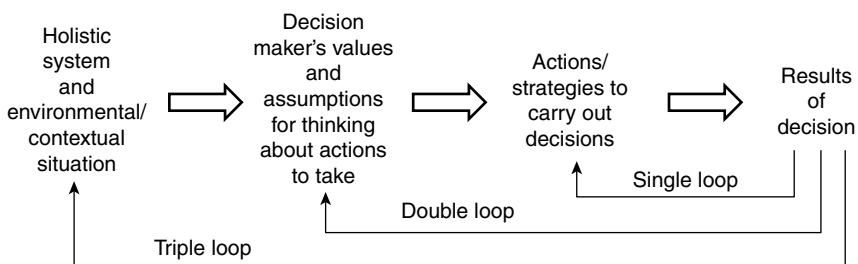 Holistic
system
and
environmental/
contextual
situation
Decision
maker's values
and
assumptions
for thinking
about actions
to take
Actions/
strategies to
carry out
decisions
Results
of
decision
Single loop
Double loop
Triple loop